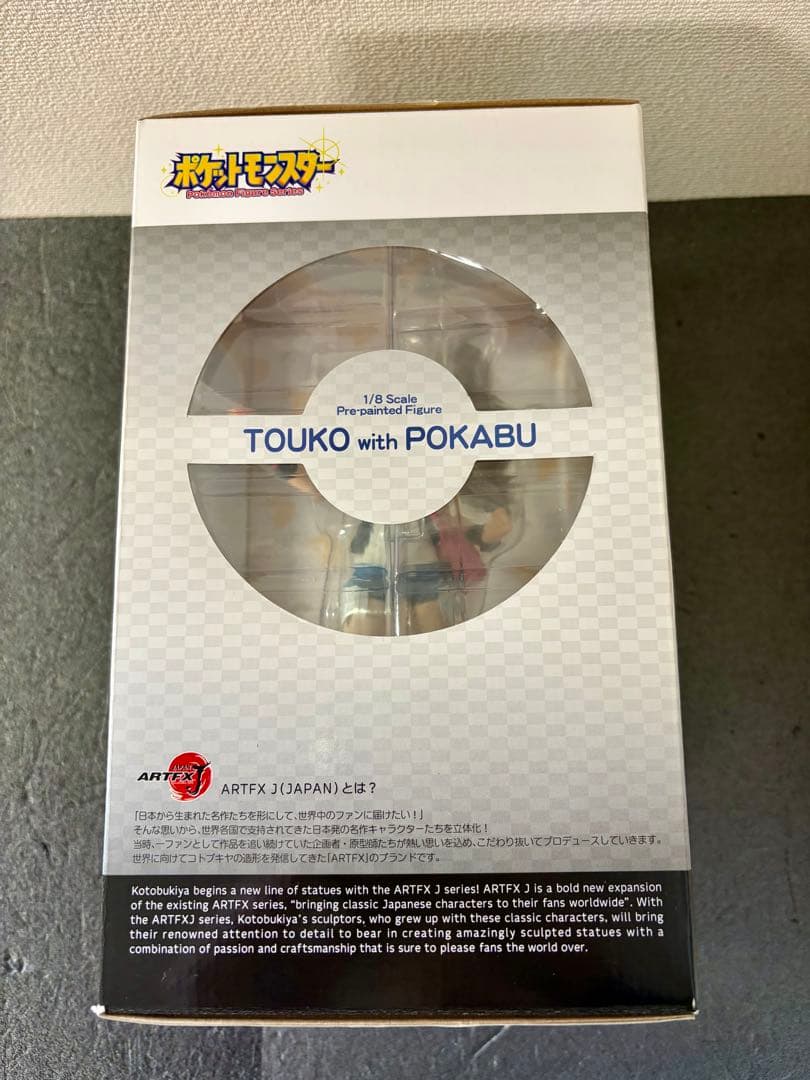 ポケットモンスター
Pokémon Figure Series
1/8 Scale
Pre-painted Figure
TOUKO with POKABU
ARTFX J
ARTFX J(JAPAN)とは？
「日本から生まれた名作たちを形にして、世界中のファンに届けたい！」
そんな思いから、世界各国で支持されてきた日本発の名作キャラクターたちを立体化！
当時、一ファンとして作品を追い続けていた企画者・原型師たちが熱い思いを込め、こだわり抜いてプロデュースしていきます。
世界に向けてコトブキヤの造形を発信してきた「ARTFX」のブランドです。
Kotobukiya begins a new line of statues with the ARTFX J series! ARTFX J is a bold new expansion
of the existing ARTFX series, “bringing classic Japanese characters to their fans worldwide”. With
the ARTFXJ series, Kotobukiya's sculptors, who grew up with these classic characters, will bring
their renowned attention to detail to bear in creating amazingly sculpted statues with a
combination of passion and craftsmanship that is sure to please fans the world over.